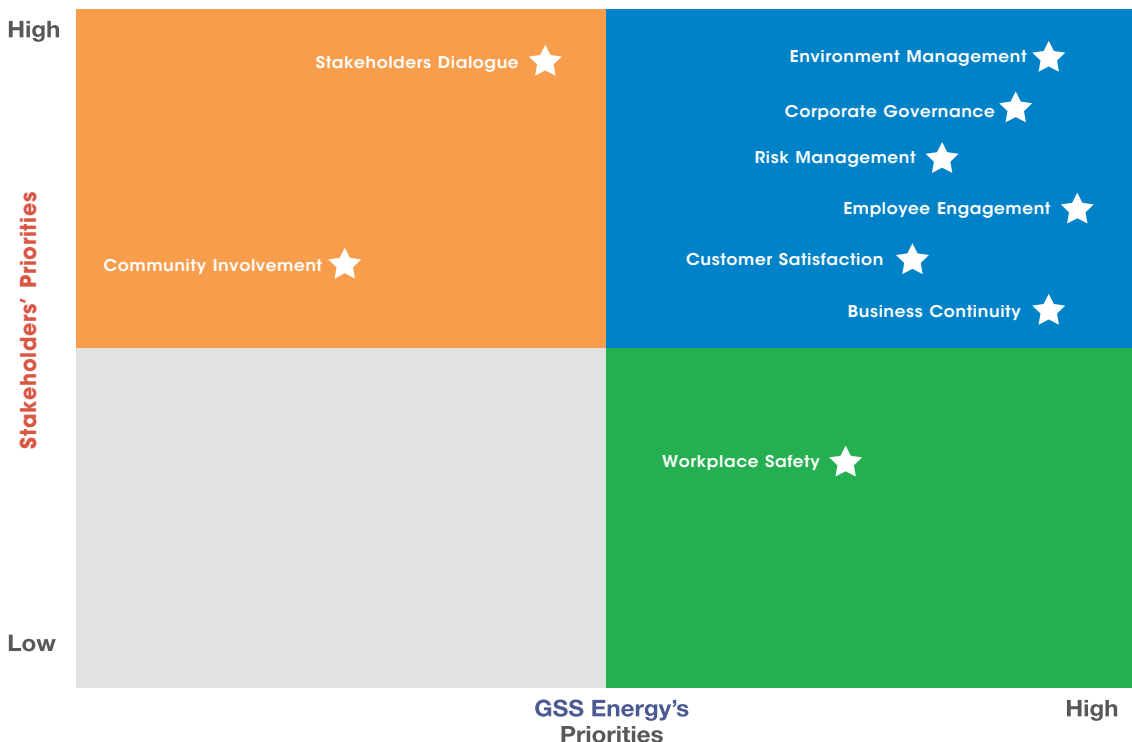 High
Stakeholders Dialogue
Environment Management
Corporate Governance
Risk Management
Employee Engagement
Community Involvement
Customer Satisfaction
Business Continuity
Stakeholders’ Priorities
Workplace Safety
Low
GSS Energy’s
Priorities
High